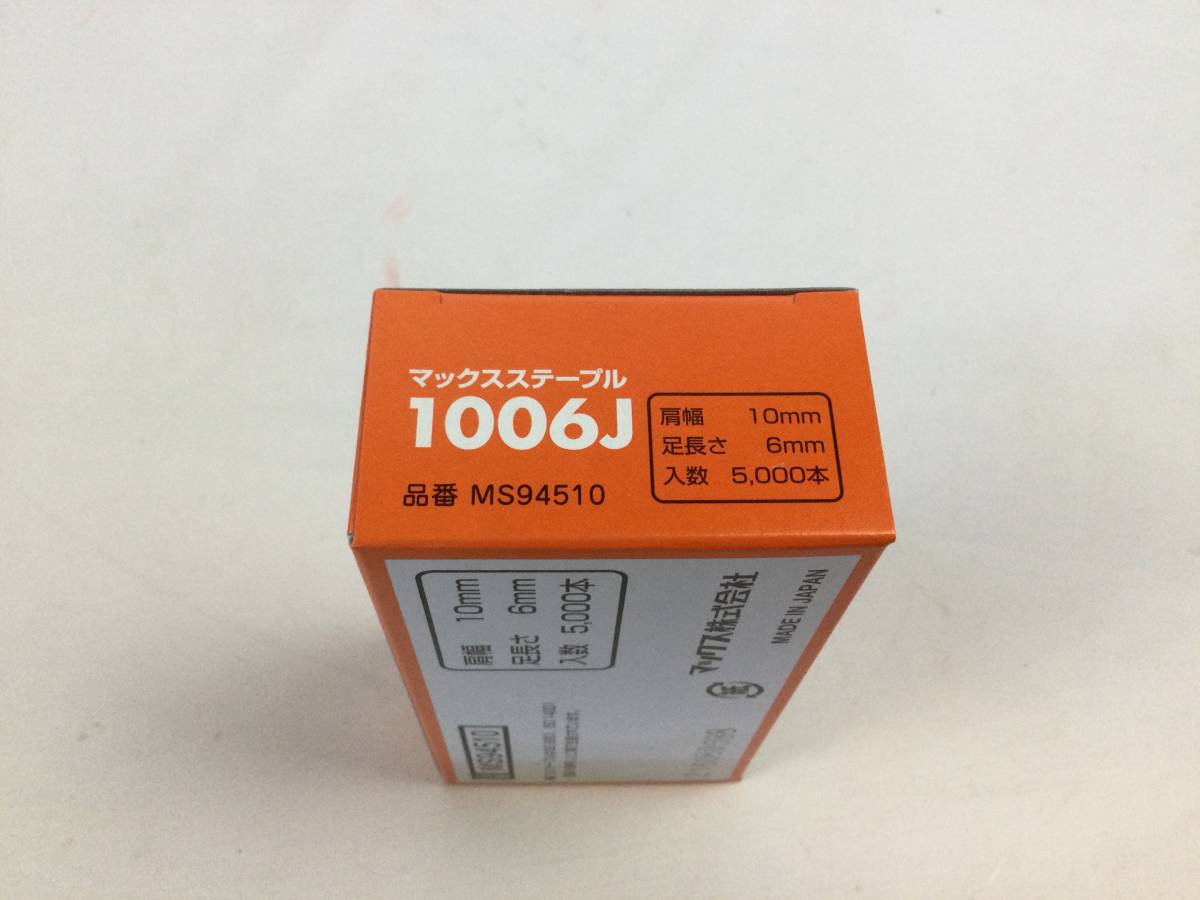 マックスステープル
1006J
品番 MS94510
肩幅 10mm
足長さ 6mm
入数 5,000本
肩幅 10mm
足長さ 6mm
入数 5,000本
マックス株式会社
MADE IN JAPAN
MS94510